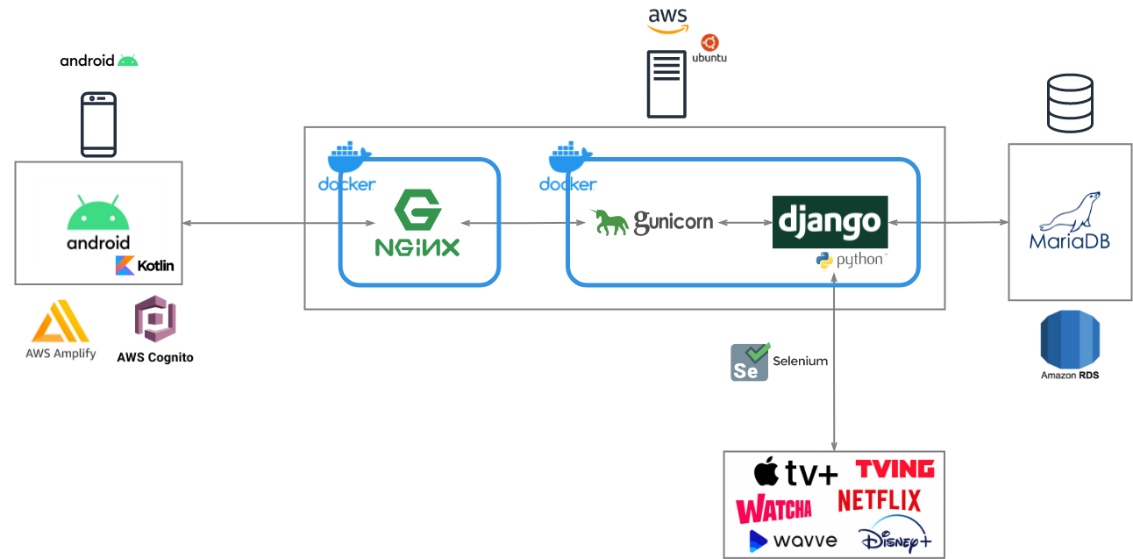 aws
ubuntu
android
docker
docker
android
Kotlin
NGiNX
gunicorn
django
python
MariaDB
AWS Amplify
AWS Cognito
Se
Selenium
Amazon RDS
tv+
TVING
WATCHA
NETFLIX
wavve
DISNEY+